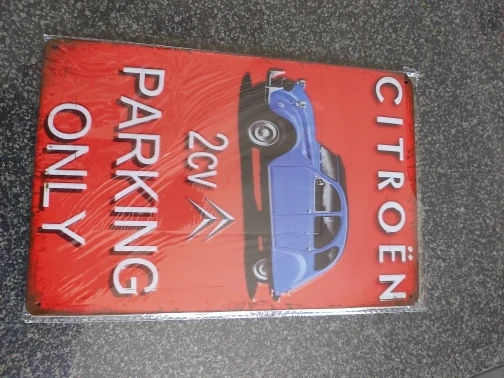 CITROËN
2CV
PARKING
ONLY